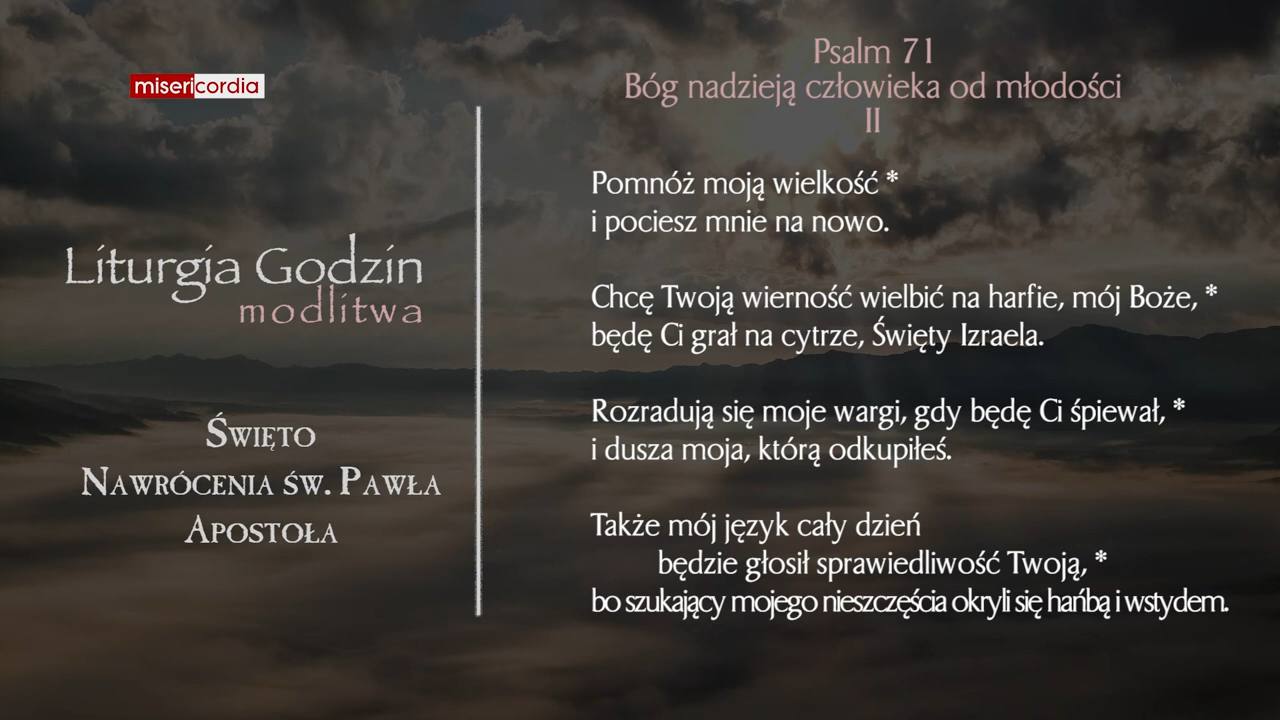 misericordia
Liturgia Godzin
modlitwa
Święto
Nawrócenia św. Pawła
Apostoła
Psalm 71
Bóg nadzieją człowieka od młodości
II
Pomnóż moją wielkość *
i pociesz mnie na nowo.
Chcę Twoją wierność wielbić na harfie, mój Boże, *
będę Ci grał na cytrze, Święty Izraela.
Rozradują się moje wargi, gdy będę Ci śpiewał, *
i dusza moja, którą odkupiłeś.
Także mój język cały dzień
będzie głosił sprawiedliwość Twoją, *
bo szukający mojego nieszczęścia okryli się hańbą i wstydem.